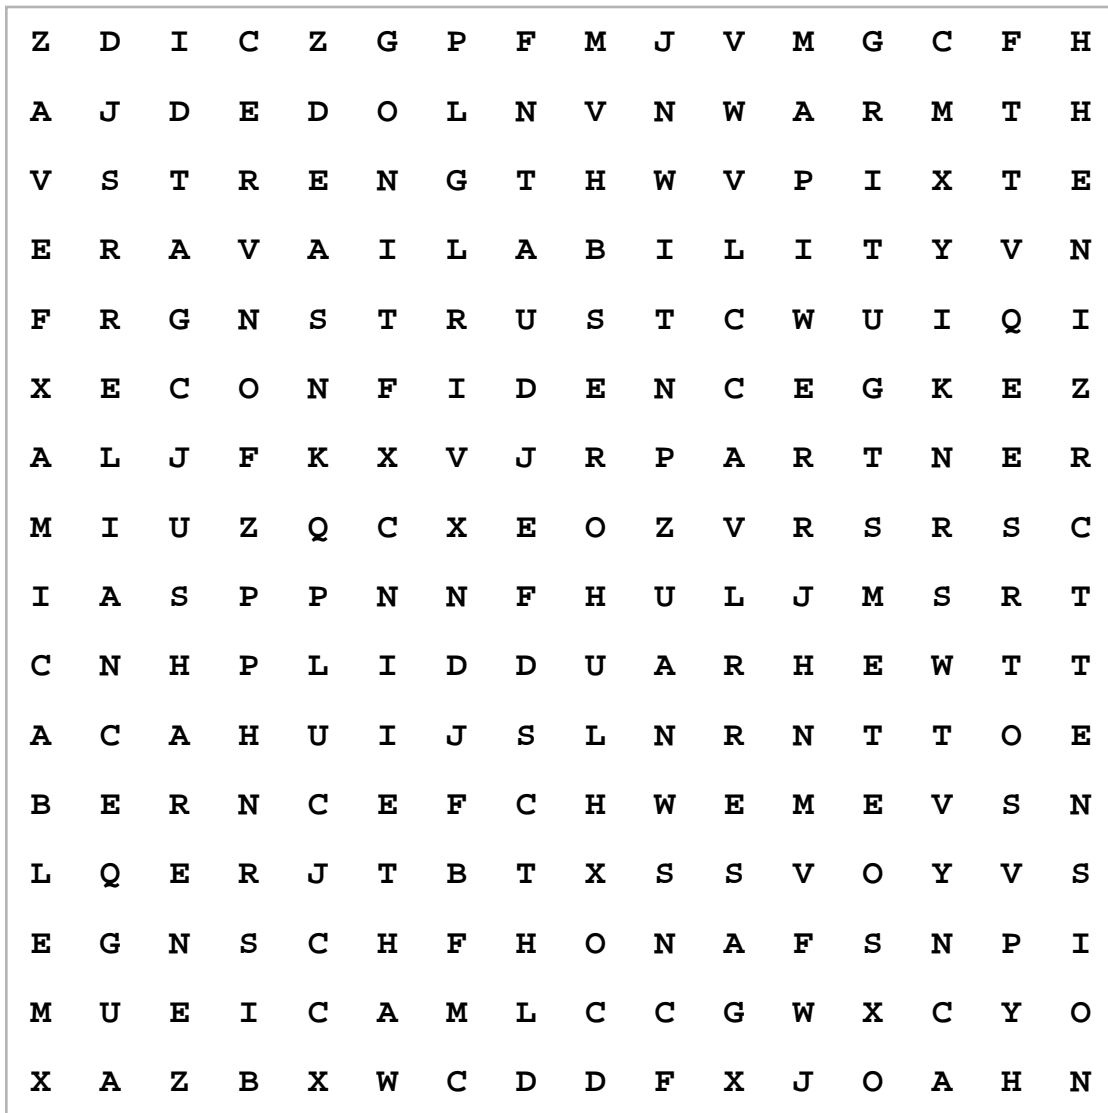 Z D I C Z G P F M J V M G C F H
A J D E D O L N V N W A R M T H
V S T R E N G T H W V P I X T E
E R A V A I L A B I L I T Y V N
F R G N S T R U S T C W U I Q I
X E C O N F I D E N C E G K E Z
A L J F K X V J R P A R T N E R
M I U Z Q C X E O Z V R S R S C
I A S P P N N F H U L J M S R T
C N H P L I D D U A R H E W T T
A C A H U I J S L N R N T T O E
B E R N C E F C H W E M E V S N
L Q E R J T B T X S S V O Y V S
E G N S C H F H O N A F S N P I
M U E I C A M L C C G W X C Y O
X A Z B X W C D D F X J O A H N